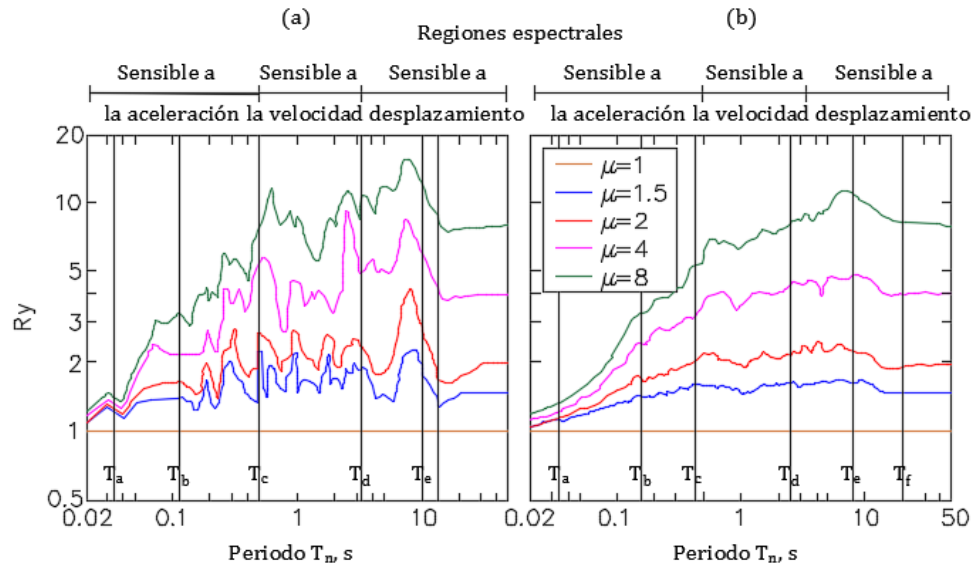 (a)
(b)
Regiones espectrales
Sensible a
Sensible a
Sensible a
Sensible a
Sensible a
Sensible a
la aceleración la velocidad desplazamiento
la aceleración la velocidad desplazamiento
20
10
5
3
2
1
0.5
Ry
μ=1
μ=1.5
μ=2
μ=4
μ=8
Ta
Tb
Tc
Td
Te
Ta
Tb
Tc
Td
Te
Tf
0.02
0.1
1
10
0.02
0.1
1
10
50
Periodo Tn, s
Periodo Tn, s